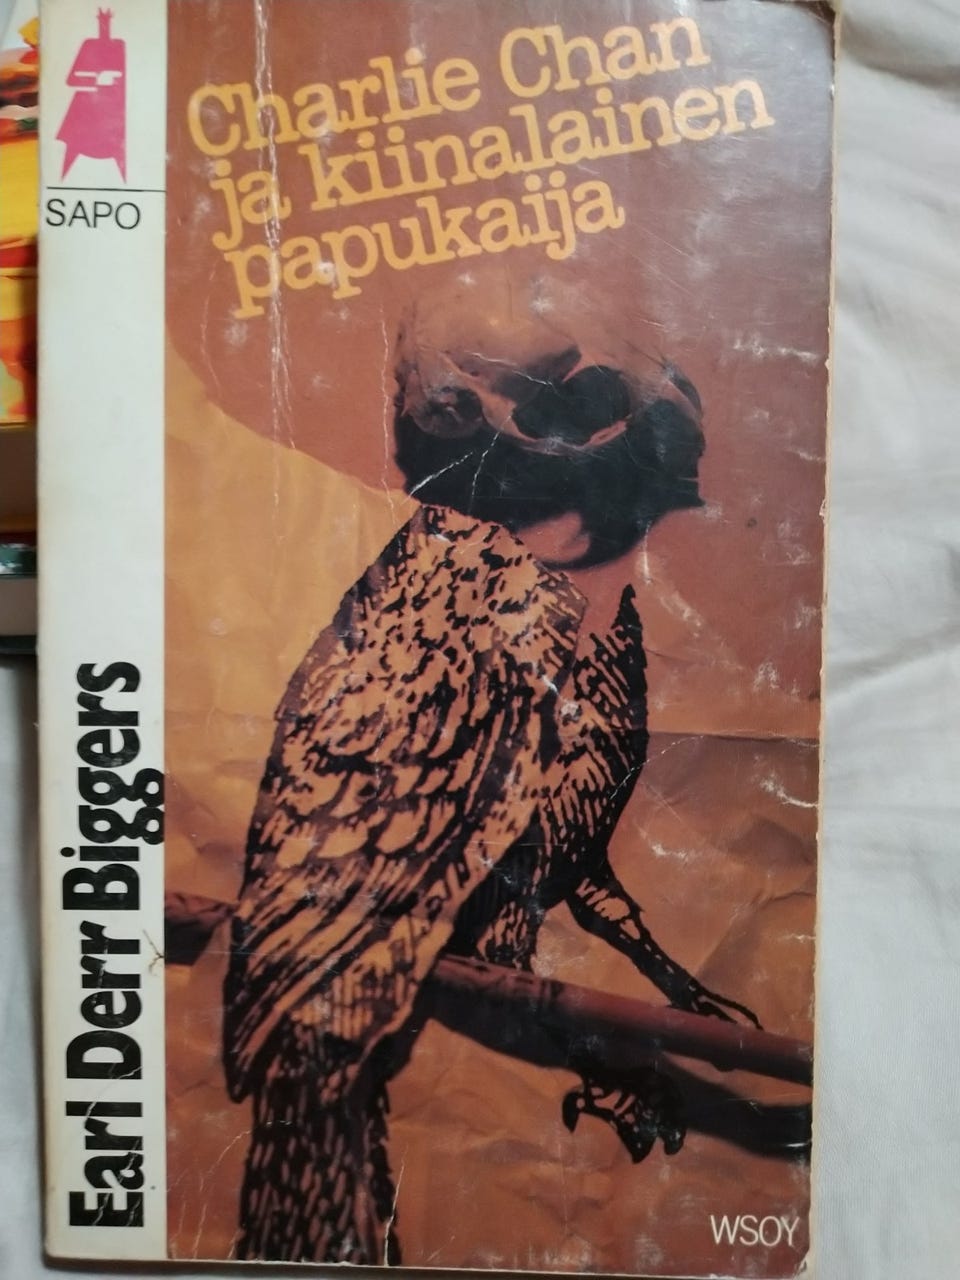 Charlie Chan
ja kiinalainen
papukaija
SAPO
Earl Derr Biggers
WSOY